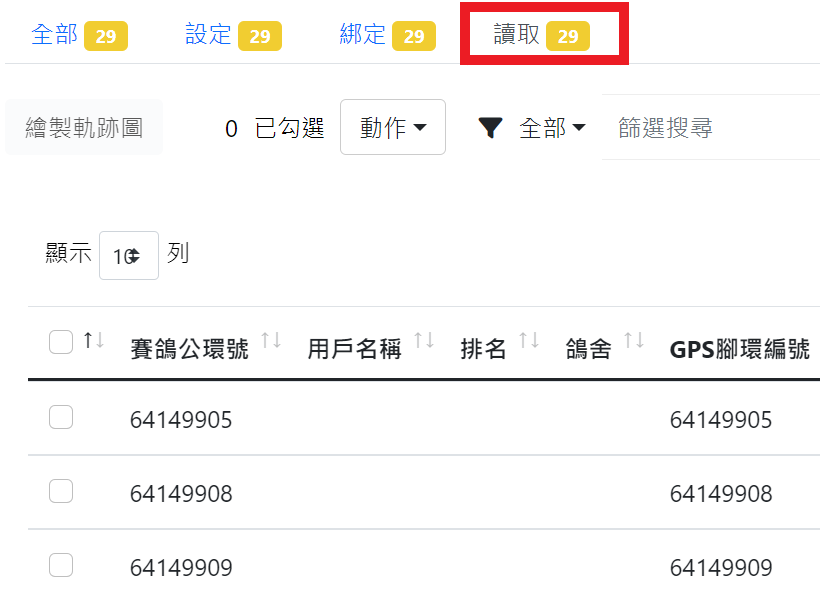 全部 29 設定 29 綁定 29 讀取 29
繪製軌跡圖 0 已勾選 動作 全部 篩選搜尋
顯示 10 列
賽鴿公環號 用戶名稱 排名 鴿舍 GPS腳環編號
64149905 64149905
64149908 64149908
64149909 64149909